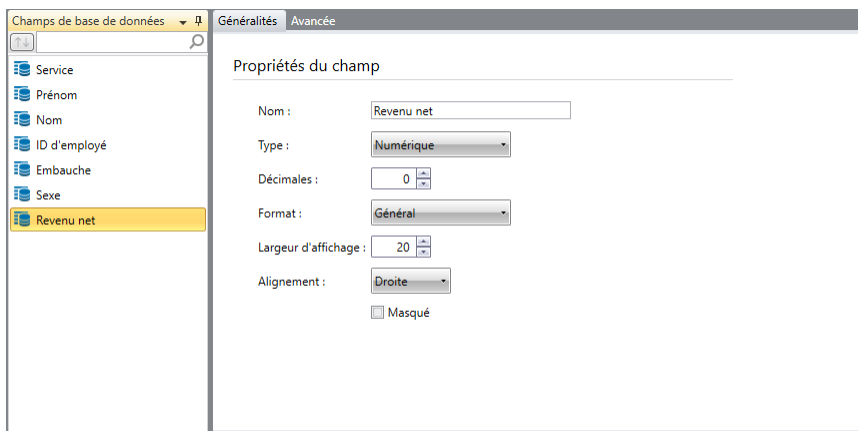 Champs de base de données
Généralités
Avancée
Service
Prénom
Nom
ID d'employé
Embauche
Sexe
Revenu net
Propriétés du champ
Nom : Revenu net
Type : Numérique
Décimales : 0
Format : Général
Largeur d'affichage : 20
Alignement : Droite
Masqué